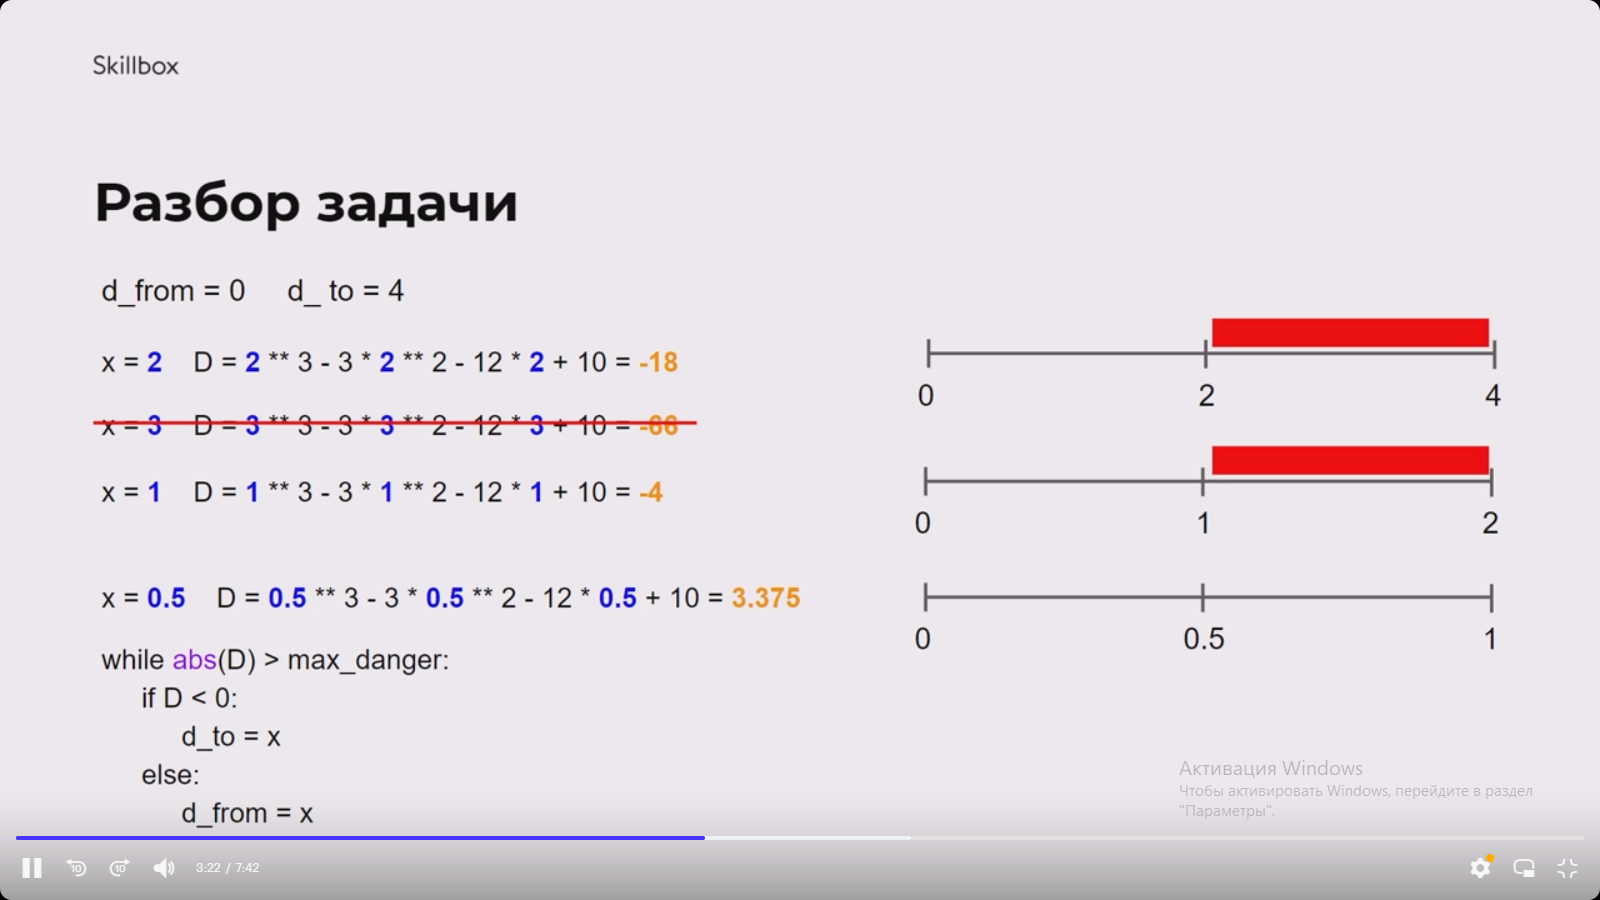 Skillbox
Разбор задачи
d_from = 0 d_ to = 4
x = 2 D = 2 ** 3 - 3 * 2 ** 2 - 12 * 2 + 10 = -18
x = 3 D = 3 ** 3 - 3 * 3 ** 2 - 12 * 3 + 10 =
x = 1 D = 1 ** 3 - 3 * 1 ** 2 - 12 * 1 + 10 = -4
x = 0.5 D = 0.5 ** 3 - 3 * 0.5 ** 2 - 12 * 0.5 + 10 = 3.375
while abs(D) > max_danger:
if D < 0:
d_to = x
else:
d_from = x
0 2 4
0 1 2
0 0.5 1
Активация Windows
Чтобы активировать Windows, перейдите в раздел
"Параметры".
10 10 3:22 / 7:42